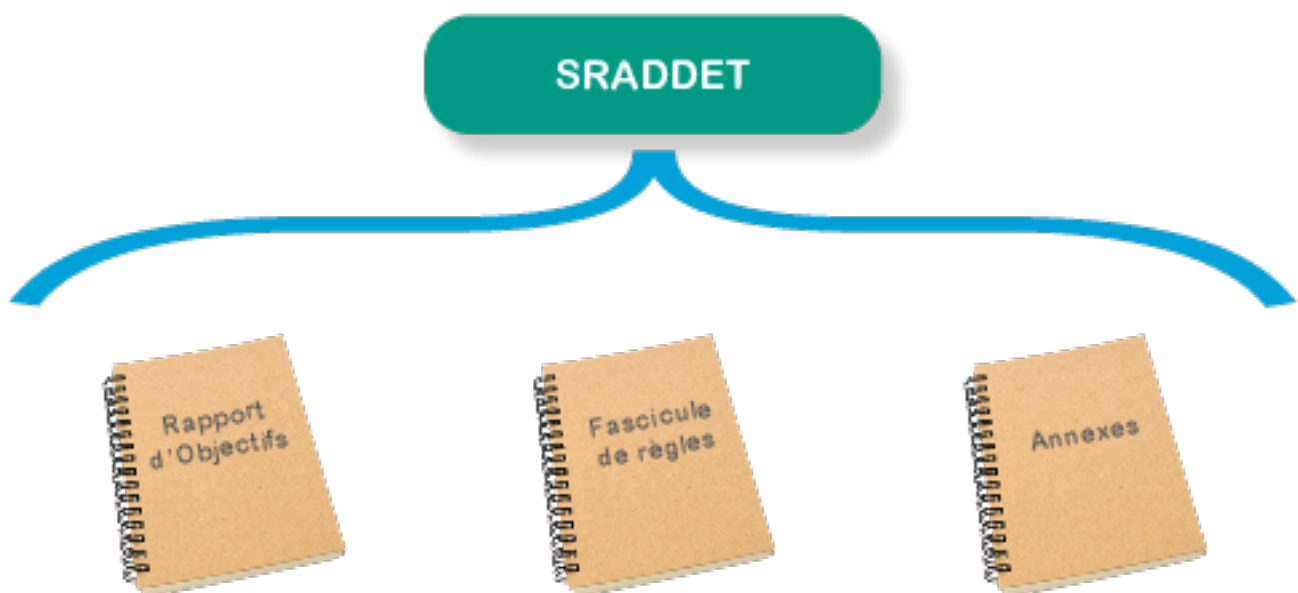 SRADDET
Rapport
d'Objectifs
Fascicule
de règles
Annexes